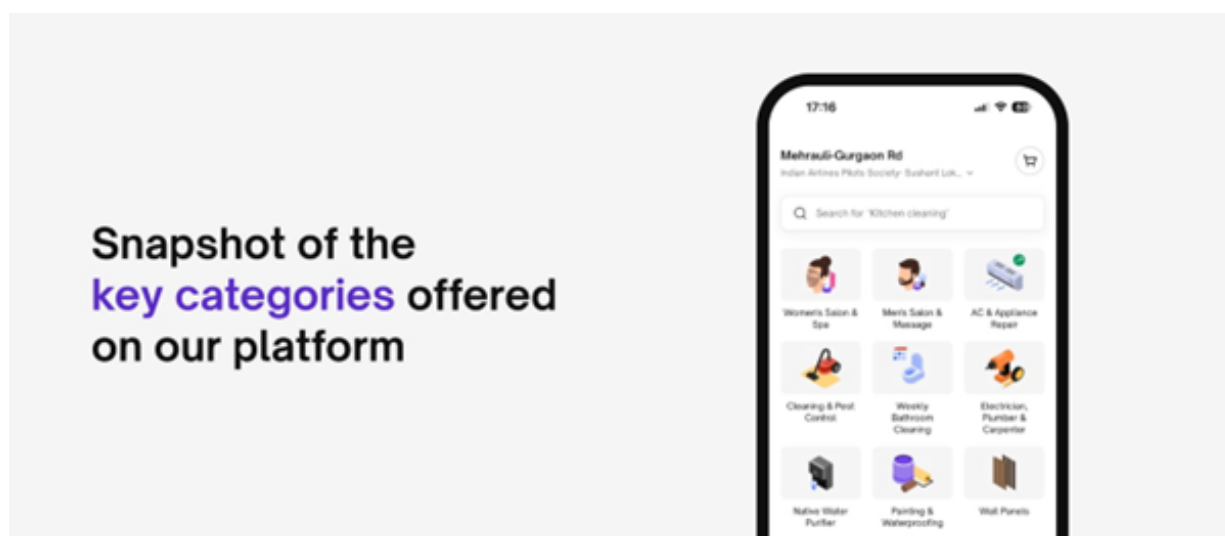 Snapshot of the
key categories offered
on our platform
17:16
Mehrauli-Gurgaon Rd
Indian Airlines Pilots Society- Sushant Lok...
Search for 'Kitchen cleaning'
Women's Salon &
Spa
Men's Salon &
Massage
AC & Appliance
Repair
Cleaning & Pest
Control
Weekly
Bathroom
Cleaning
Electrician,
Plumber &
Carpenter
Native Water
Purifier
Painting &
Waterproofing
Wall Panels